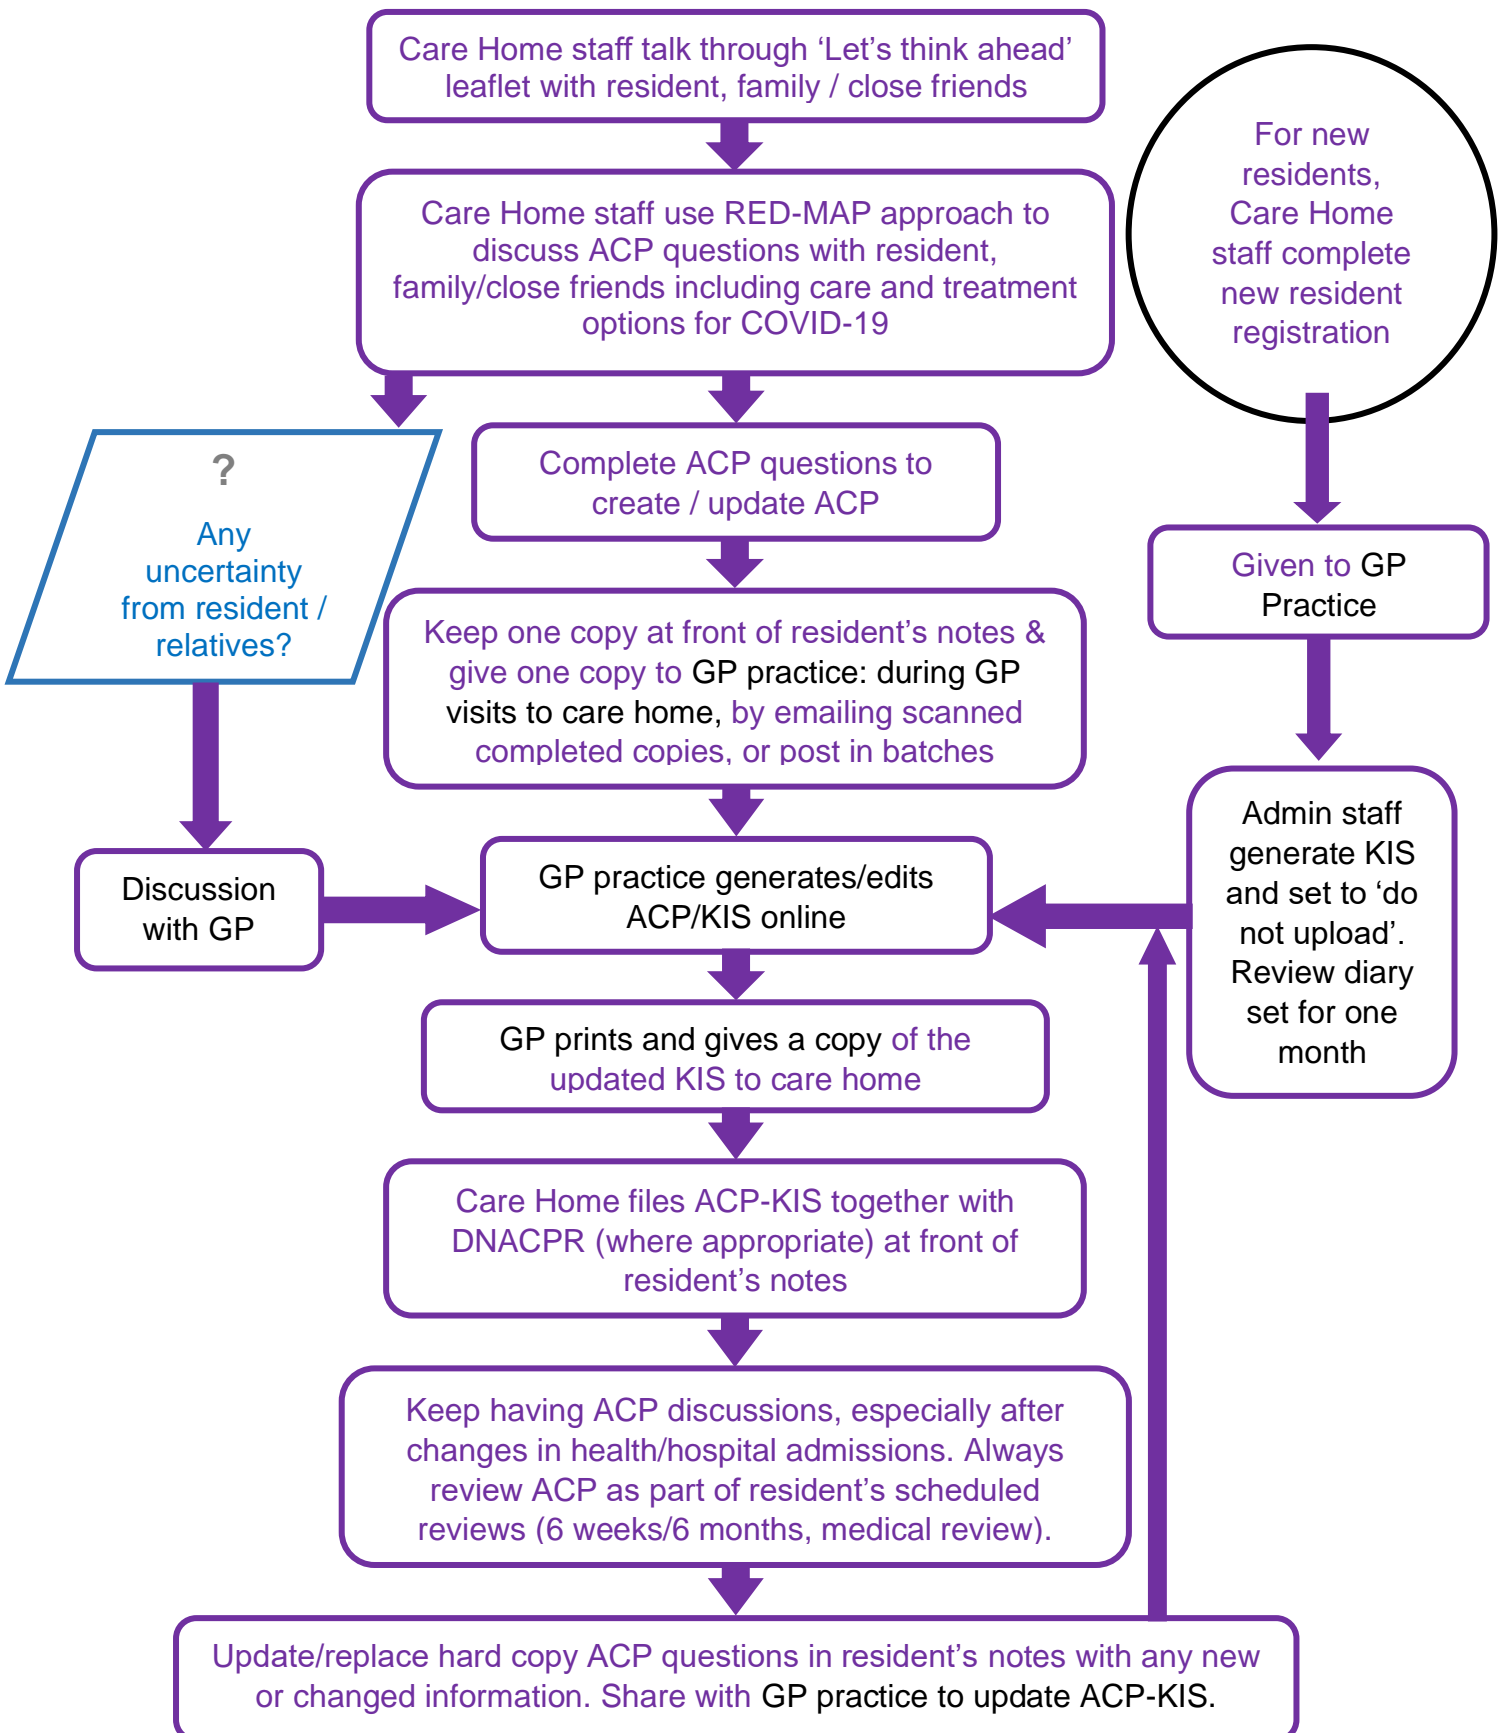 Care Home staff talk through ‘Let’s think ahead’
leaflet with resident, family / close friends
For new
residents,
Care Home
staff complete
new resident
registration
Care Home staff use RED-MAP approach to
discuss ACP questions with resident,
family/close friends including care and treatment
options for COVID-19
?
Any
uncertainty
from resident /
relatives?
Complete ACP questions to
create / update ACP
Given to GP
Practice
Keep one copy at front of resident’s notes &
give one copy to GP practice: during GP
visits to care home, by emailing scanned
completed copies, or post in batches
Discussion
with GP
GP practice generates/edits
ACP/KIS online
Admin staff
generate KIS
and set to ‘do
not upload’.
Review diary
set for one
month
GP prints and gives a copy of the
updated KIS to care home
Care Home files ACP-KIS together with
DNACPR (where appropriate) at front of
resident’s notes
Keep having ACP discussions, especially after
changes in health/hospital admissions. Always
review ACP as part of resident’s scheduled
reviews (6 weeks/6 months, medical review).
Update/replace hard copy ACP questions in resident’s notes with any new
or changed information. Share with GP practice to update ACP-KIS.